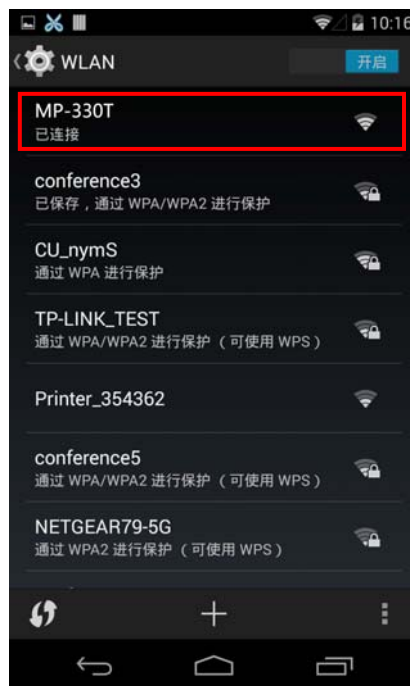 10:16
WLAN
开启
MP-330T
已连接
conference3
已保存，通过 WPA/WPA2 进行保护
CU_nymS
通过 WPA 进行保护
TP-LINK_TEST
通过 WPA/WPA2 进行保护 （可使用 WPS）
Printer_354362
conference5
通过 WPA/WPA2 进行保护 （可使用 WPS）
NETGEAR79-5G
通过 WPA2 进行保护 （可使用 WPS）